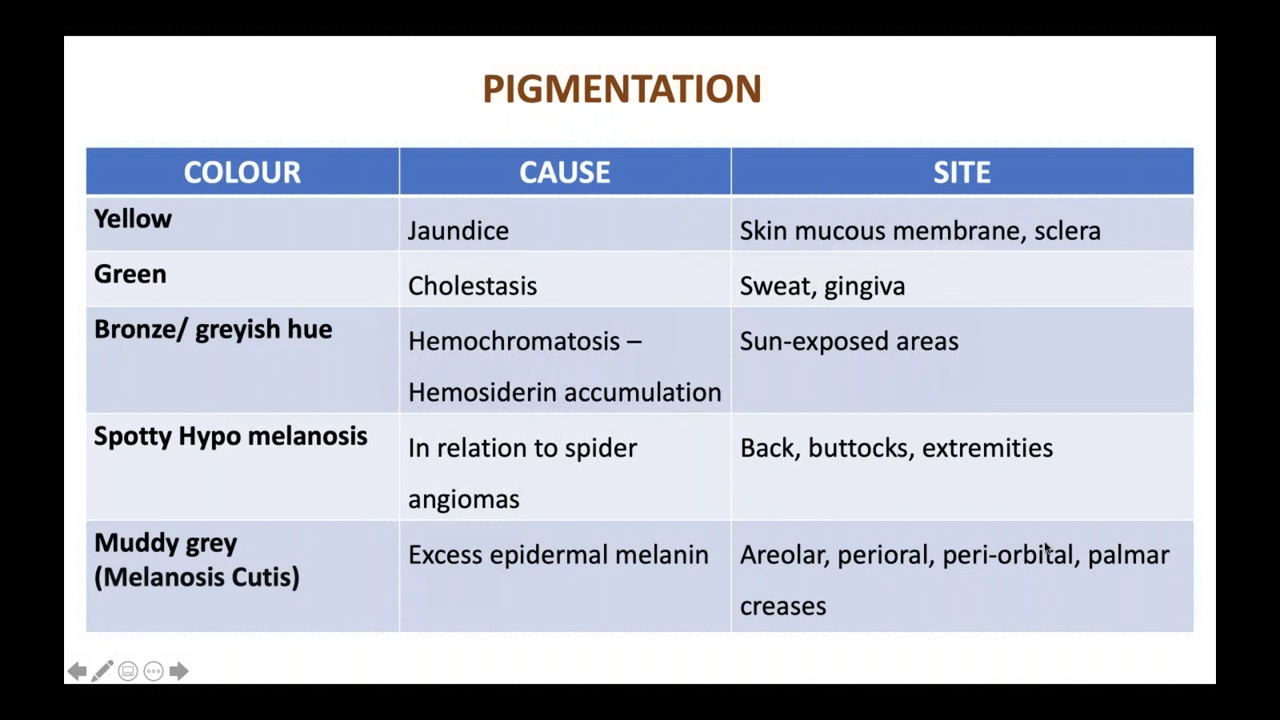 PIGMENTATION
COLOUR CAUSE SITE
Yellow Jaundice Skin mucous membrane, sclera
Green Cholestasis Sweat, gingiva
Bronze/ greyish hue Hemochromatosis – Sun-exposed areas
Hemosiderin accumulation
Spotty Hypo melanosis In relation to spider Back, buttocks, extremities
angiomas
Muddy grey Excess epidermal melanin Areolar, perioral, peri-orbital, palmar
(Melanosis Cutis) creases